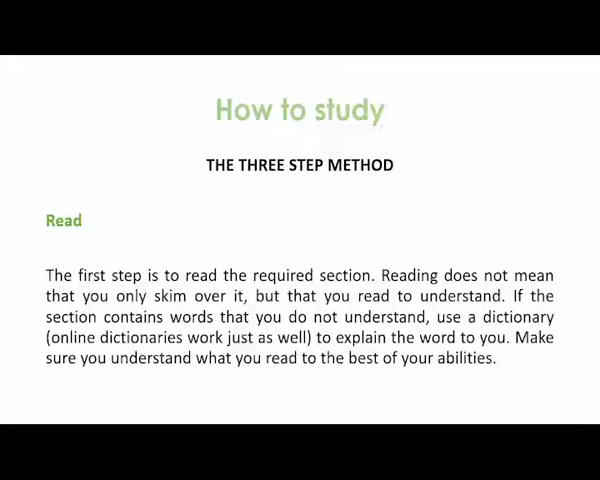 How to study
THE THREE STEP METHOD
Read
The first step is to read the required section. Reading does not mean
that you only skim over it, but that you read to understand. If the
section contains words that you do not understand, use a dictionary
(online dictionaries work just as well) to explain the word to you. Make
sure you understand what you read to the best of your abilities.